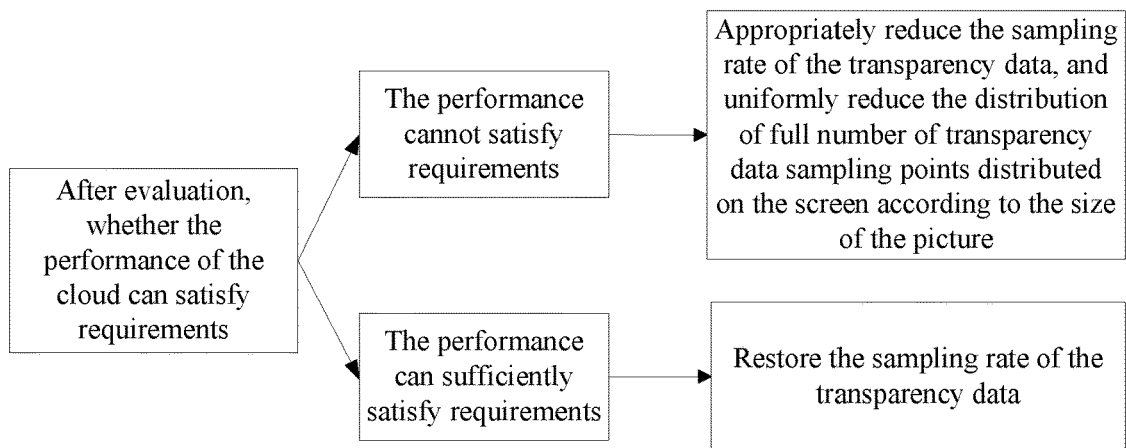 After evaluation,
whether the
performance of the
cloud can satisfy
requirements
The performance
cannot satisfy
requirements
Appropriately reduce the sampling
rate of the transparency data, and
uniformly reduce the distribution
of full number of transparency
data sampling points distributed
on the screen according to the size
of the picture
The performance
can sufficiently
satisfy requirements
Restore the sampling rate of the
transparency data